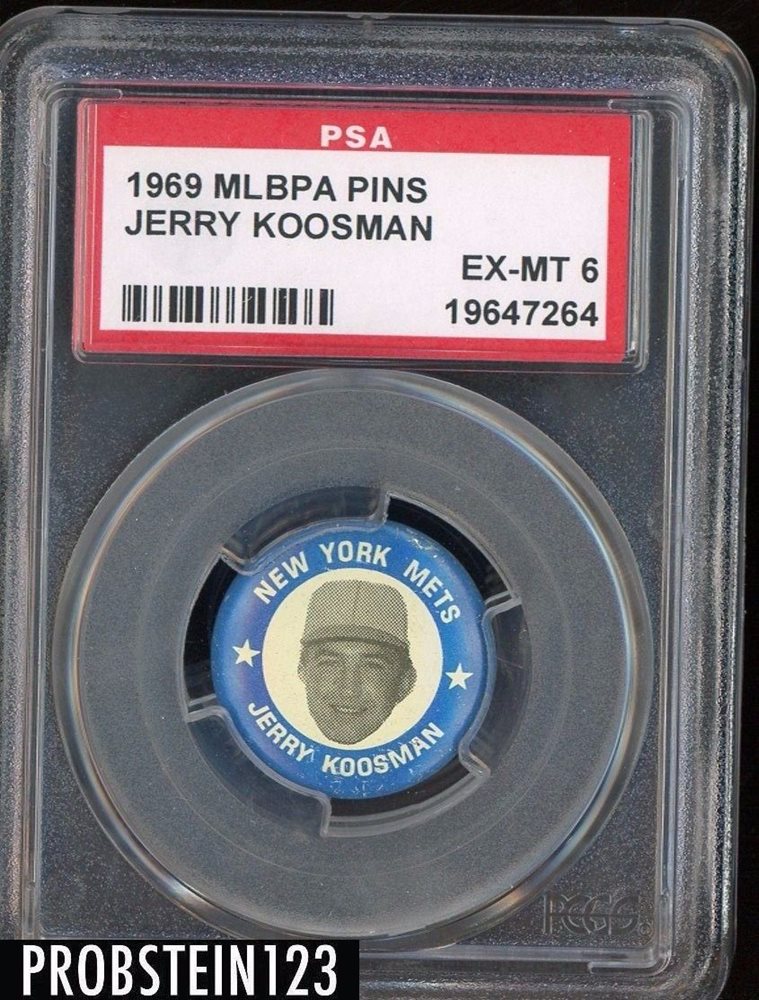 PSA
1969 MLBPA PINS
JERRY KOOSMAN
EX-MT 6
19647264
NEW YORK METS
JERRY KOOSMAN
PCGS
PROBSTEIN123